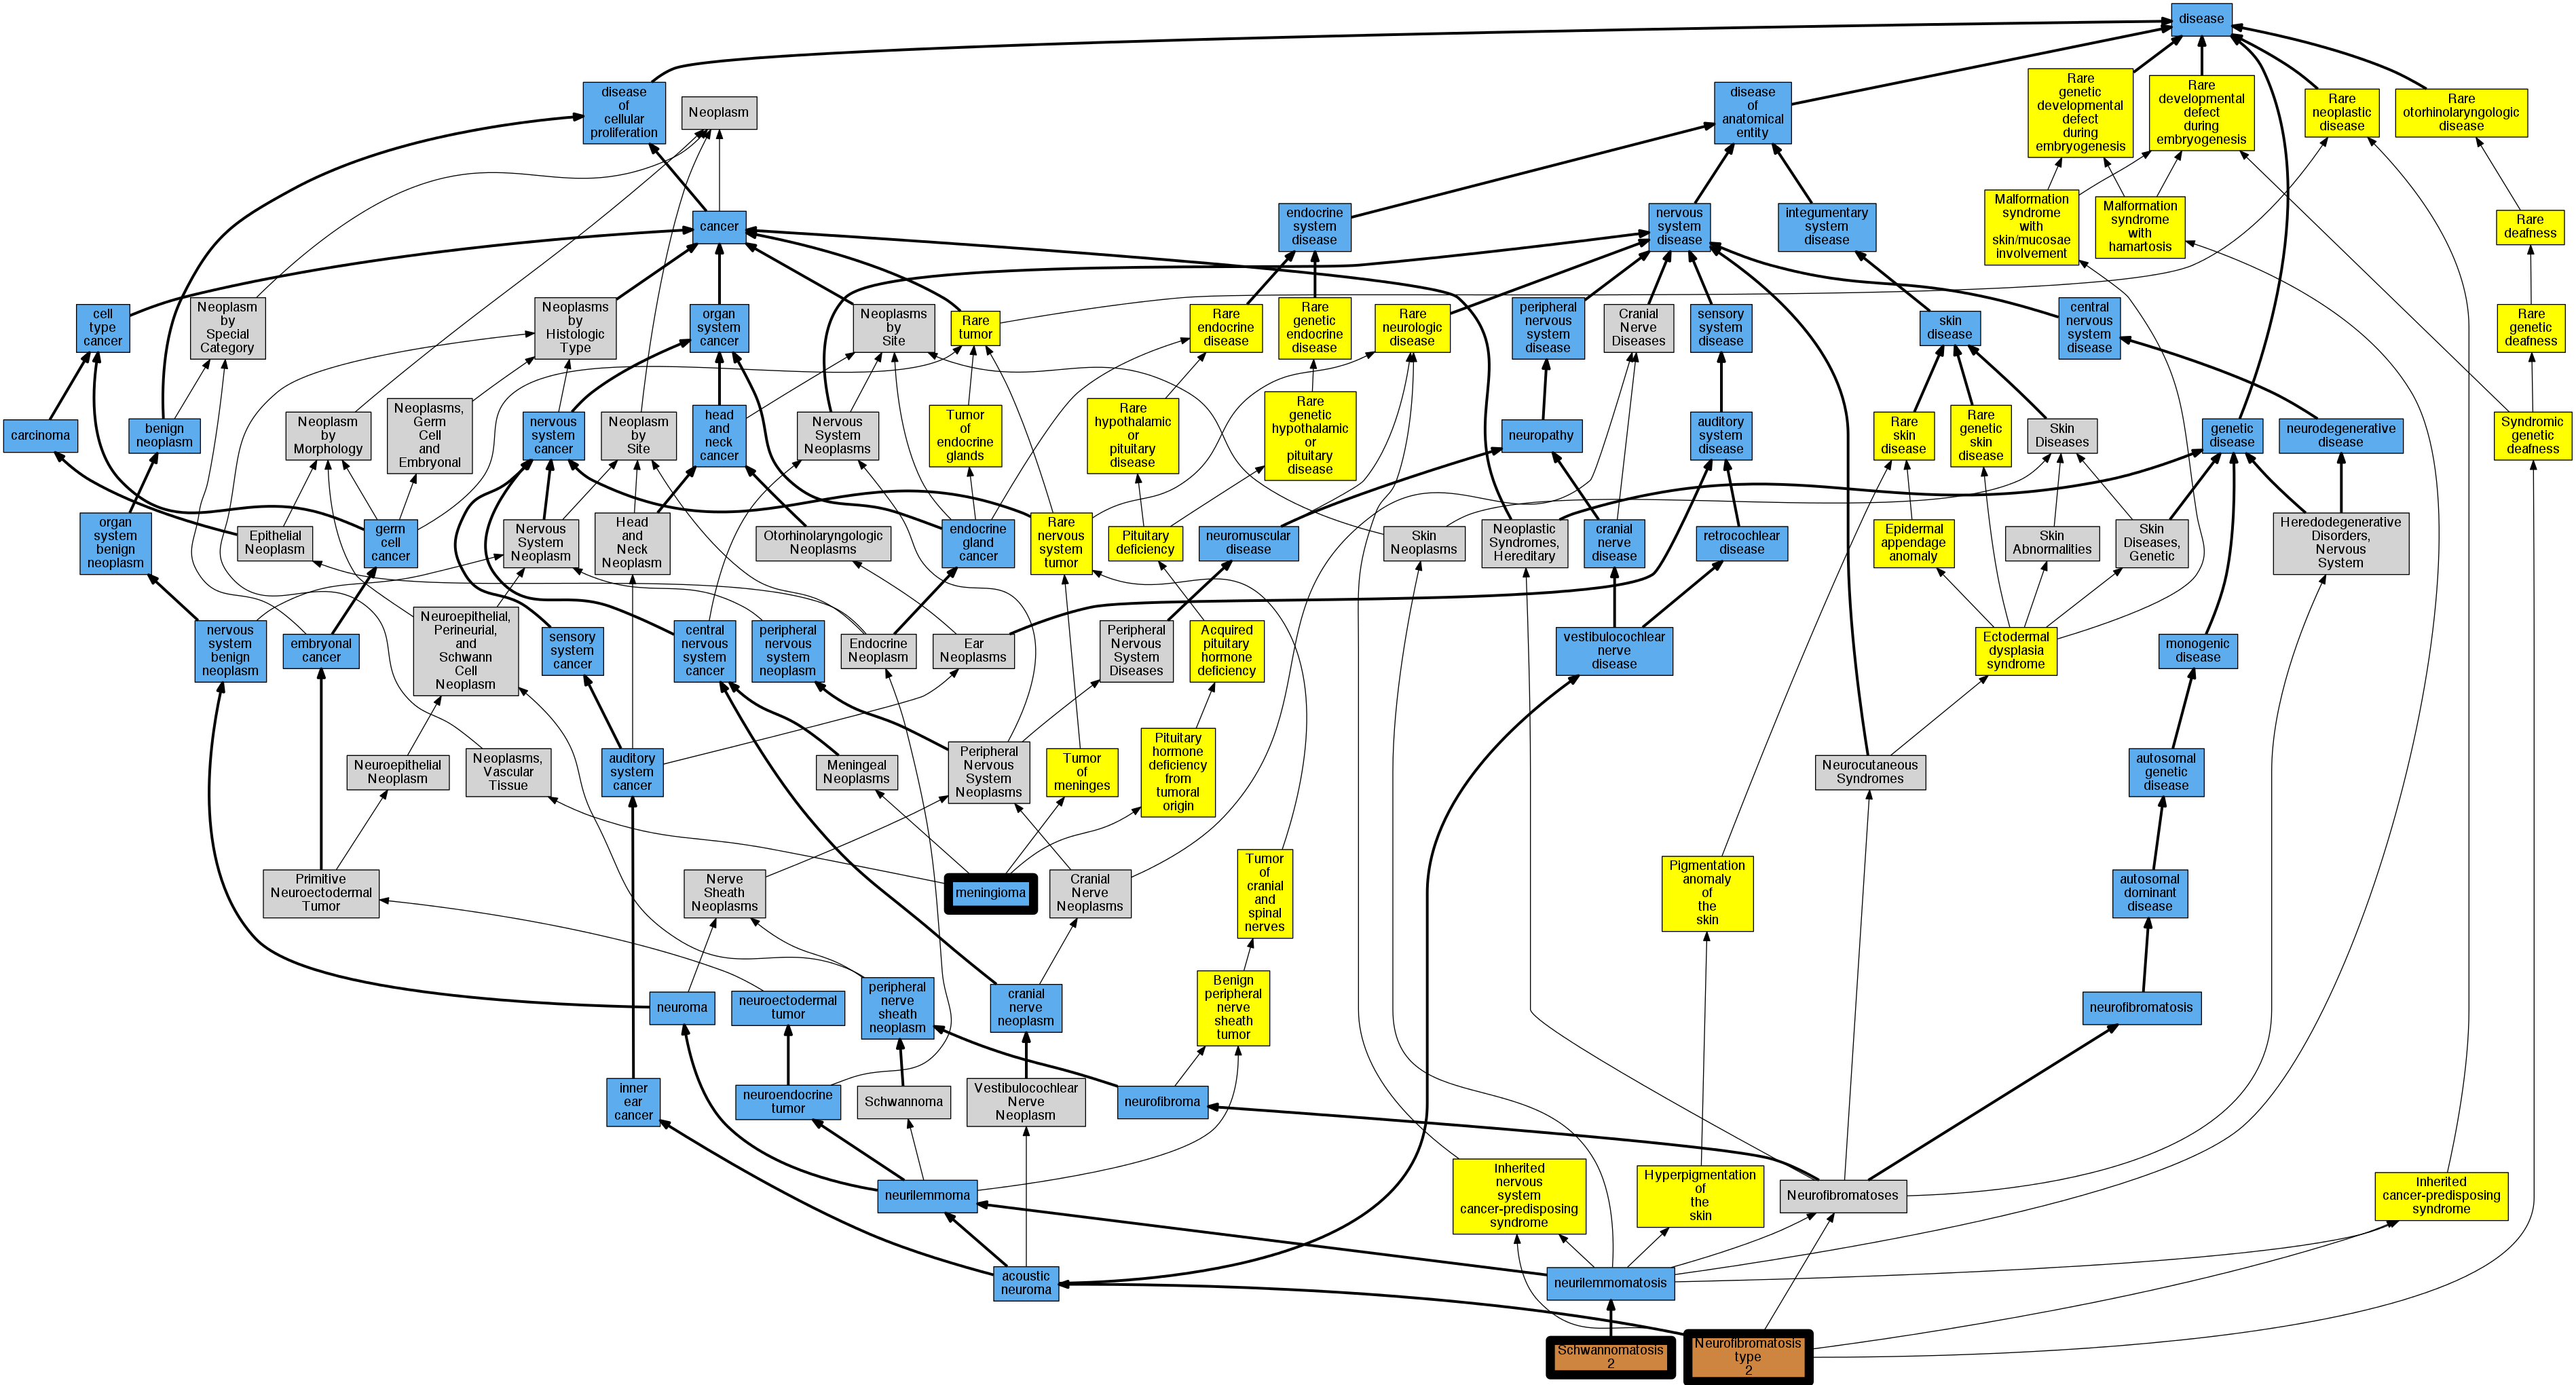 disease
disease
of
cellular
proliferation
Neoplasm
disease
of
anatomical
entity
Rare
genetic
developmental
defect
during
embryogenesis
Rare
developmental
defect
during
embryogenesis
Rare
neoplastic
disease
Rare
otorhinolaryngologic
disease
cancer
endocrine
system
disease
nervous
system
disease
integumentary
system
disease
Malformation
syndrome
with
skin/mucosae
involvement
Malformation
syndrome
with
hamartosis
Rare
deafness
cell
type
cancer
Neoplasm
by
Special
Category
Neoplasms
by
Histologic
Type
organ
system
cancer
Neoplasms
by
Site
Rare
tumor
Rare
endocrine
disease
Rare
genetic
endocrine
disease
Rare
neurologic
disease
peripheral
nervous
system
disease
Cranial
Nerve
Diseases
sensory
system
disease
skin
disease
central
nervous
system
disease
Rare
genetic
deafness
carcinoma
benign
neoplasm
Neoplasm
by
Morphology
Neoplasms,
Germ
Cell
and
Embryonal
nervous
system
cancer
Neoplasm
by
Site
head
and
neck
cancer
Nervous
System
Neoplasms
Tumor
of
endocrine
glands
Rare
hypothalamic
or
pituitary
disease
Rare
genetic
hypothalamic
or
pituitary
disease
neuropathy
auditory
system
disease
Rare
skin
disease
Rare
genetic
skin
disease
Skin
Diseases
genetic
disease
neurodegenerative
disease
Syndromic
genetic
deafness
organ
system
benign
neoplasm
Epithelial
Neoplasm
germ
cell
cancer
Nervous
System
Neoplasm
Head
and
Neck
Neoplasm
Otorhinolaryngologic
Neoplasms
endocrine
gland
cancer
Rare
nervous
system
tumor
Pituitary
deficiency
neuromuscular
disease
Skin
Neoplasms
Neoplastic
Syndromes,
Hereditary
cranial
nerve
disease
retrocochlear
disease
Epidermal
appendage
anomaly
Skin
Abnormalities
Skin
Diseases,
Genetic
Heredodegenerative
Disorders,
Nervous
System
nervous
system
benign
neoplasm
embryonal
cancer
Neuroepithelial,
Perineurial,
and
Schwann
Cell
Neoplasm
sensory
system
cancer
central
nervous
system
cancer
peripheral
nervous
system
neoplasm
Endocrine
Neoplasm
Ear
Neoplasms
Peripheral
Nervous
System
Diseases
Acquired
pituitary
hormone
deficiency
vestibulocochlear
nerve
disease
Ectodermal
dysplasia
syndrome
monogenic
disease
Neuroepithelial
Neoplasm
Neoplasms,
Vascular
Tissue
auditory
system
cancer
Meningeal
Neoplasms
Peripheral
Nervous
System
Neoplasms
Tumor
of
meninges
Pituitary
hormone
deficiency
from
tumoral
origin
Neurocutaneous
Syndromes
autosomal
genetic
disease
Primitive
Neuroectodermal
Tumor
Nerve
Sheath
Neoplasms
meningioma
Cranial
Nerve
Neoplasms
Tumor
of
cranial
and
spinal
nerves
Pigmentation
anomaly
of
the
skin
autosomal
dominant
disease
neuroma
neuroectodermal
tumor
peripheral
nerve
sheath
neoplasm
cranial
nerve
neoplasm
Benign
peripheral
nerve
sheath
tumor
neurofibromatosis
inner
ear
cancer
neuroendocrine
tumor
Schwannoma
Vestibulocochlear
Nerve
Neoplasm
neurofibroma
neurilemmoma
Inherited
nervous
system
cancer-predisposing
syndrome
Hyperpigmentation
of
the
skin
Neurofibromatoses
Inherited
cancer-predisposing
syndrome
acoustic
neuroma
neurilemmomatosis
Schwannomatosis
2
Neurofibromatosis
type
2